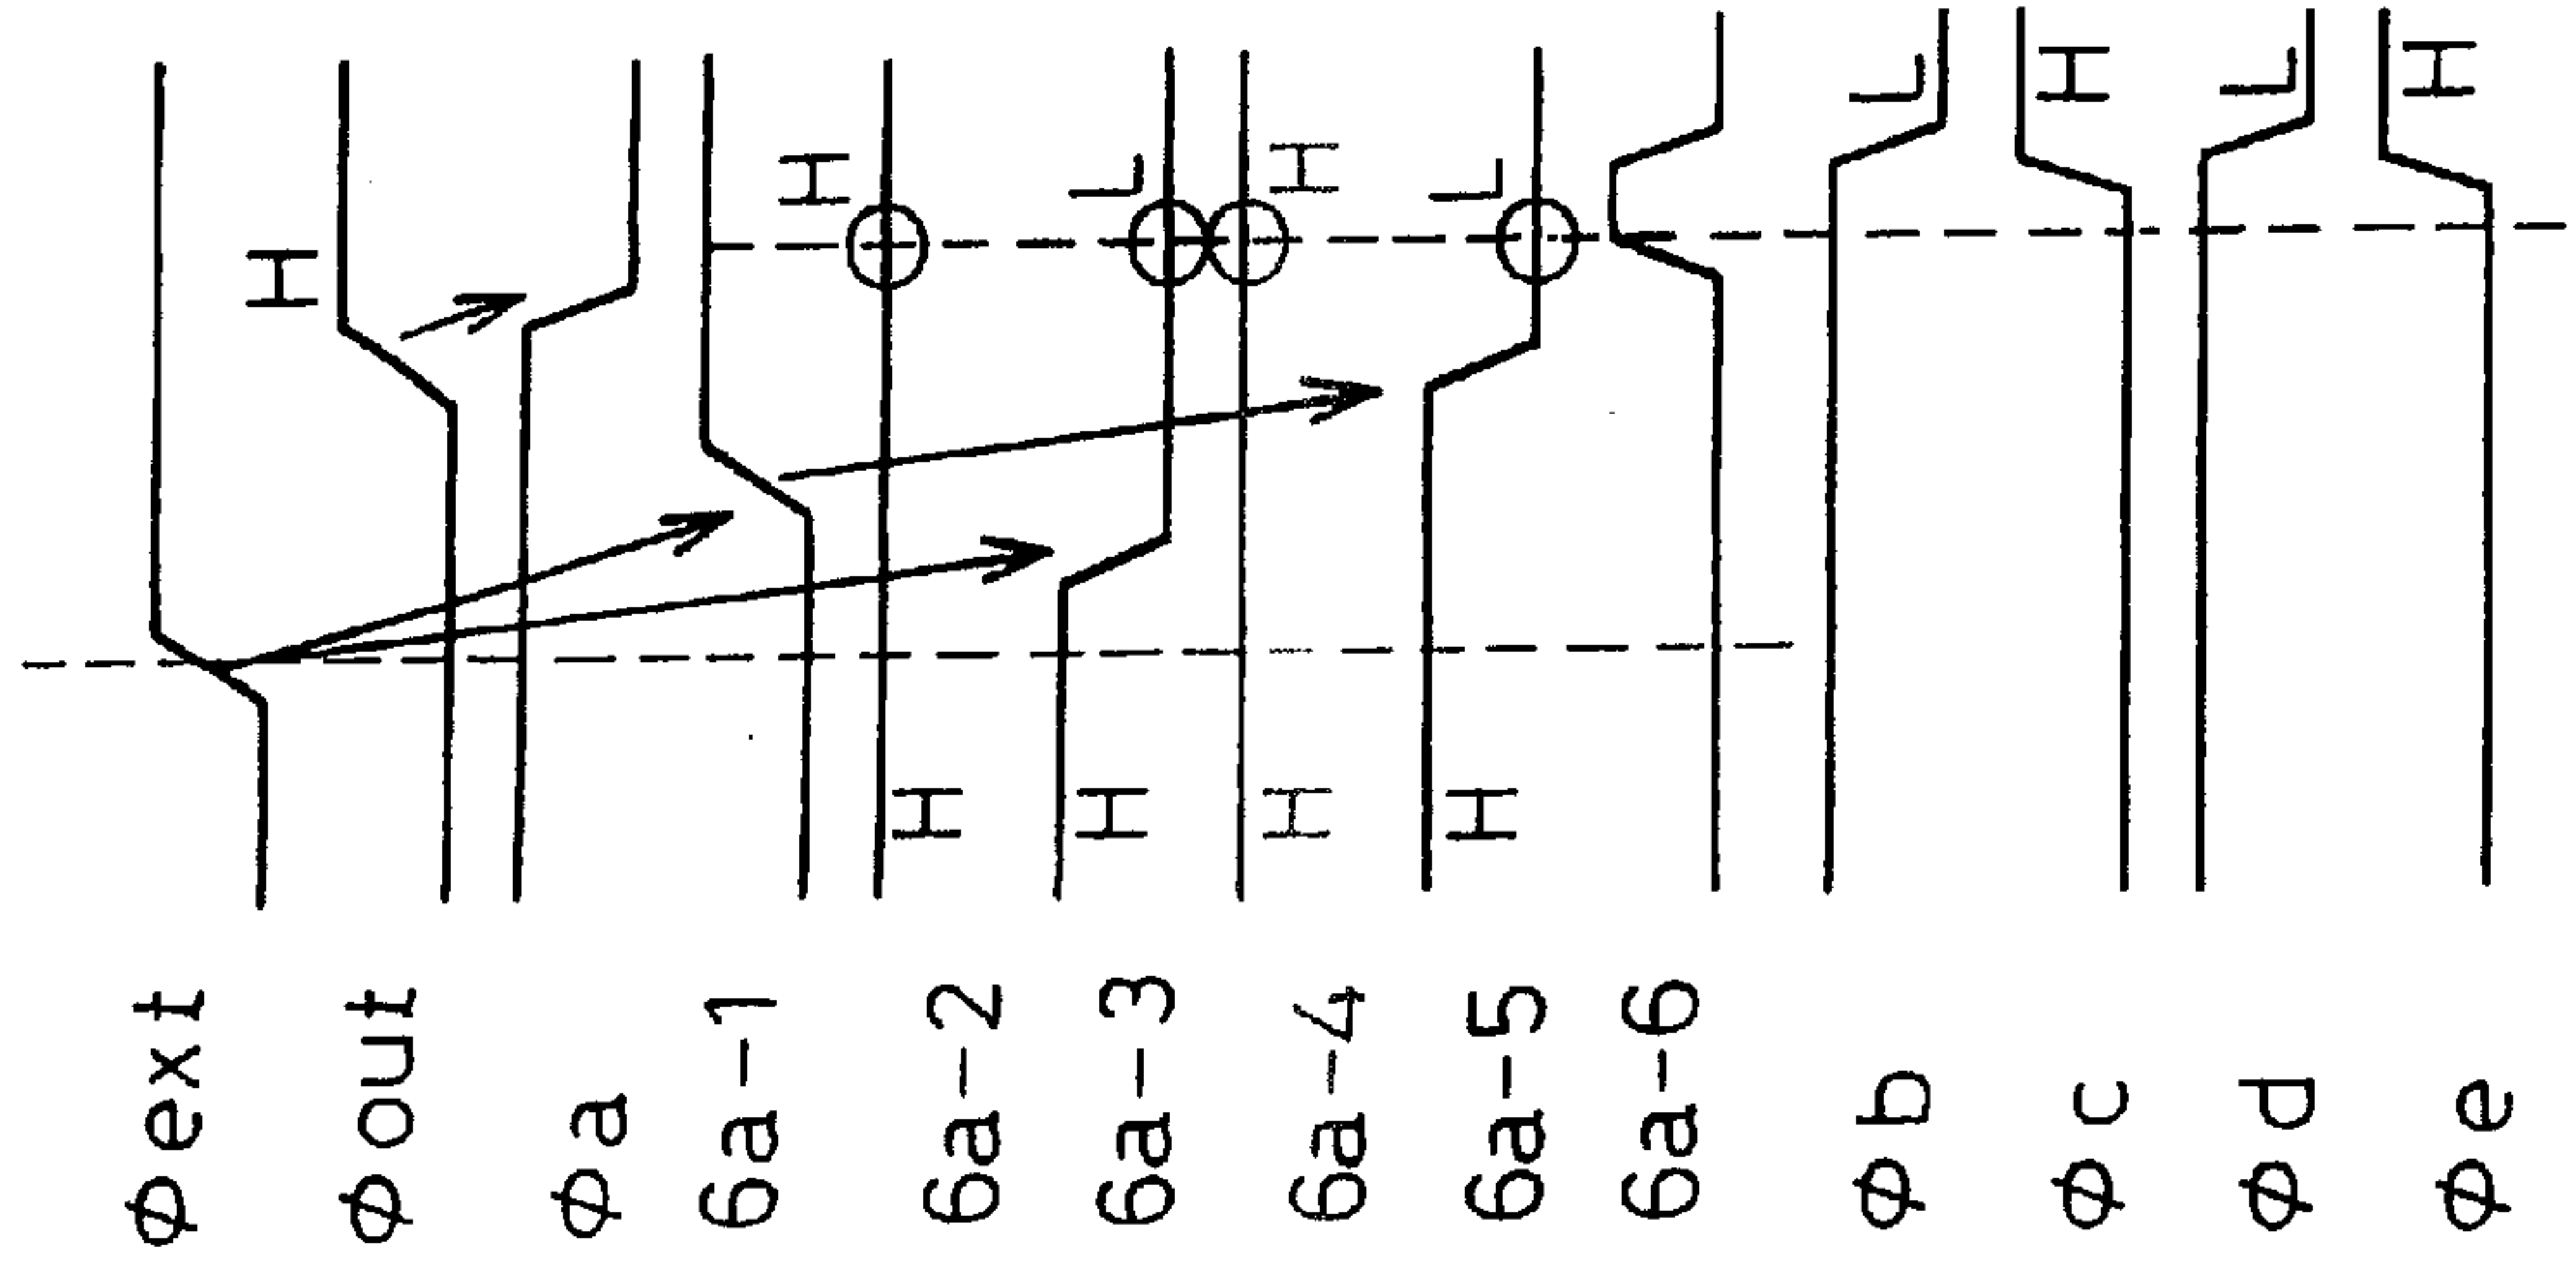 φext
φout H
φa
6a-1
6a-2 H H
6a-3 H L
6a-4 H H
6a-5 H L
6a-6
φb L
φc H
φd L
φe H